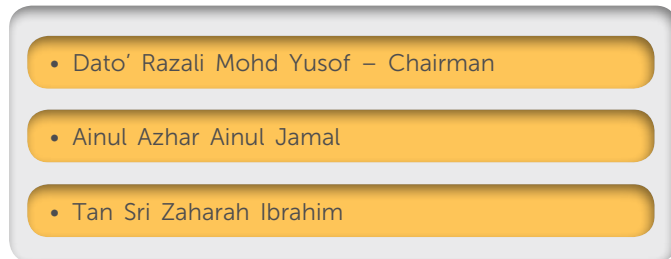 • Dato’ Razali Mohd Yusof – Chairman
• Ainul Azhar Ainul Jamal
• Tan Sri Zaharah Ibrahim